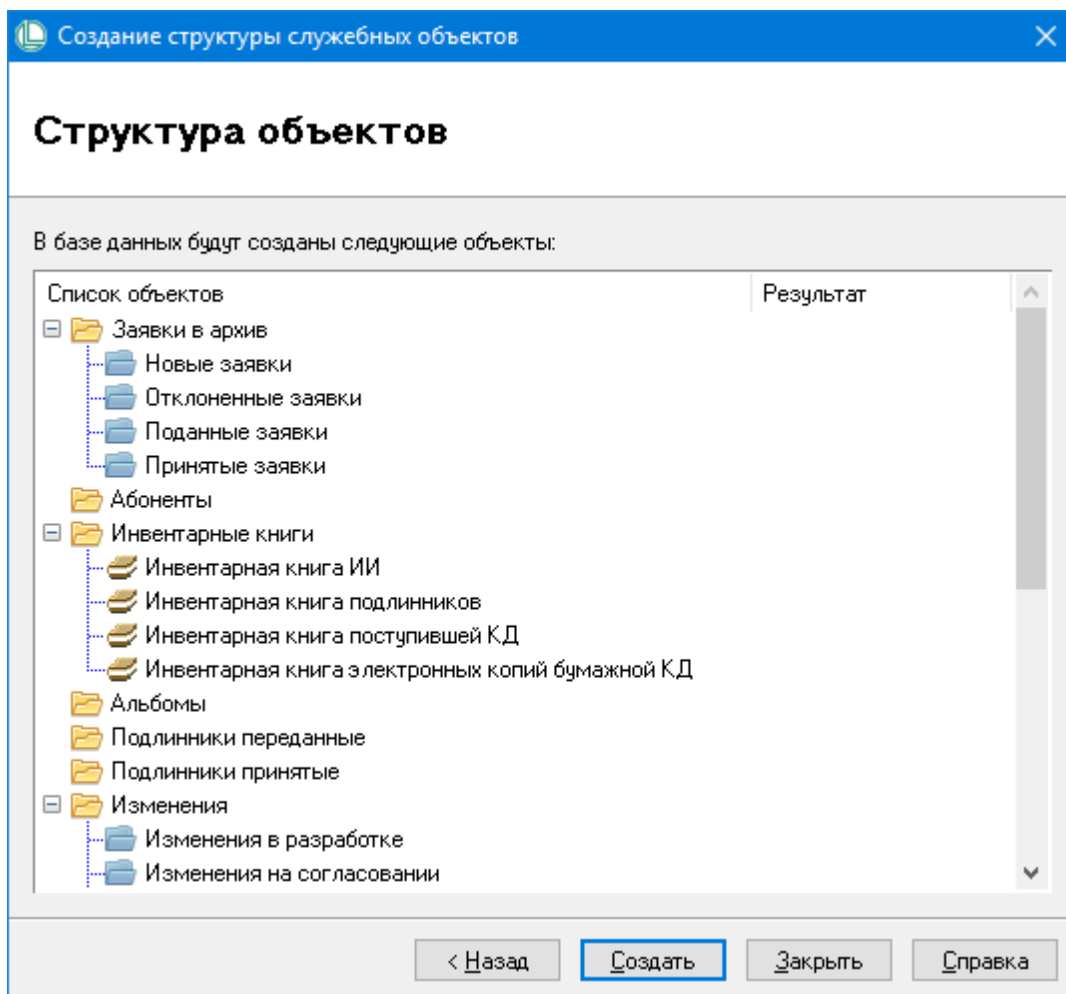 Создание структуры служебных объектов
Структура объектов
В базе данных будут созданы следующие объекты:
Список объектов Результат
Заявки в архив
Новые заявки
Отклоненные заявки
Поданные заявки
Принятые заявки
Абоненты
Инвентарные книги
Инвентарная книга ИИ
Инвентарная книга подлинников
Инвентарная книга поступившей КД
Инвентарная книга электронных копий бумажной КД
Альбомы
Подлинники переданные
Подлинники принятые
Изменения
Изменения в разработке
Изменения на согласовании
< Назад Создать Закрыть Справка